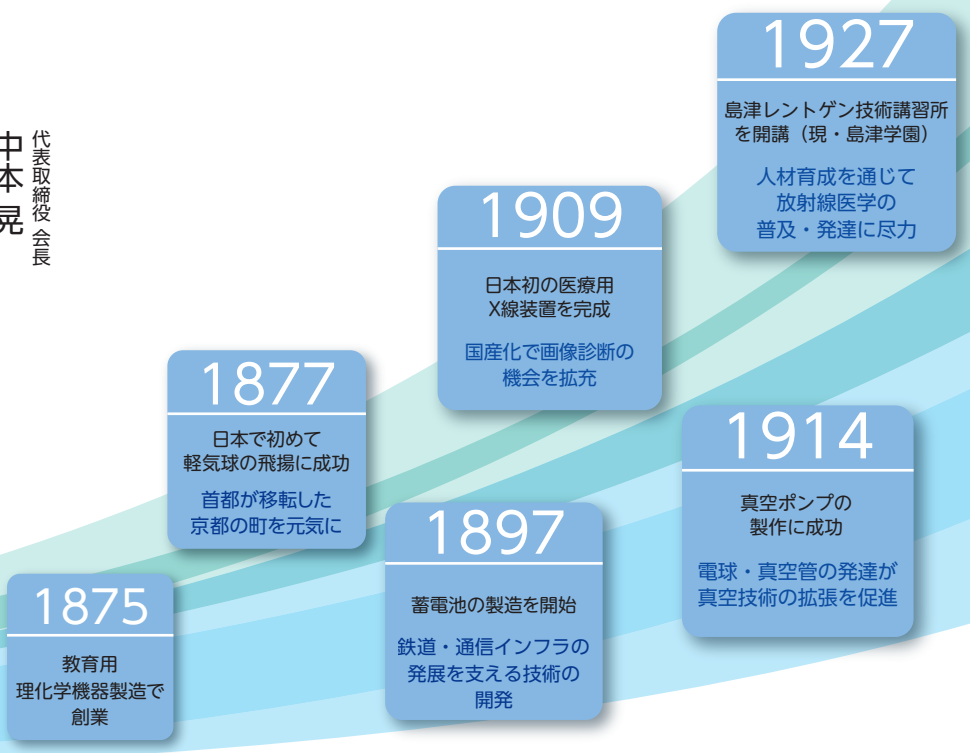 代表取締役 会長
中本 晃
1875
教育用
理化学機器製造で
創業
1877
日本で初めて
軽気球の飛揚に成功
首都が移転した
京都の町を元気に
1897
蓄電池の製造を開始
鉄道・通信インフラの
発展を支える技術の
開発
1909
日本初の医療用
X線装置を完成
国産化で画像診断の
機会を拡充
1914
真空ポンプの
製作に成功
電球・真空管の発達が
真空技術の拡張を促進
1927
島津レントゲン技術講習所
を開講（現・島津学園）
人材育成を通じて
放射線医学の
普及・発達に尽力